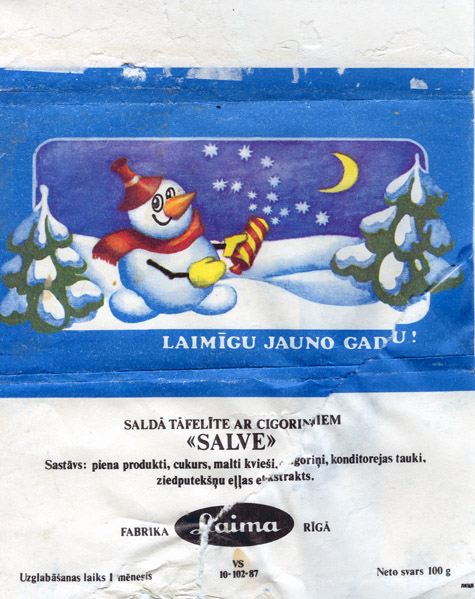 LAIMĪGU JAUNO GADU!
SALDĀ TĀFELĪTE AR CIGORIŅIEM
«SALVE»
Sastāvs: piena produkti, cukurs, malti kvieši, konditorejas tauki,
ziedputekšņu eļļas
FABRIKA Laima RĪGĀ
Uzglabāšanas laiks 1 mēnesis
VS
10-102-87
Neto svars 100 g